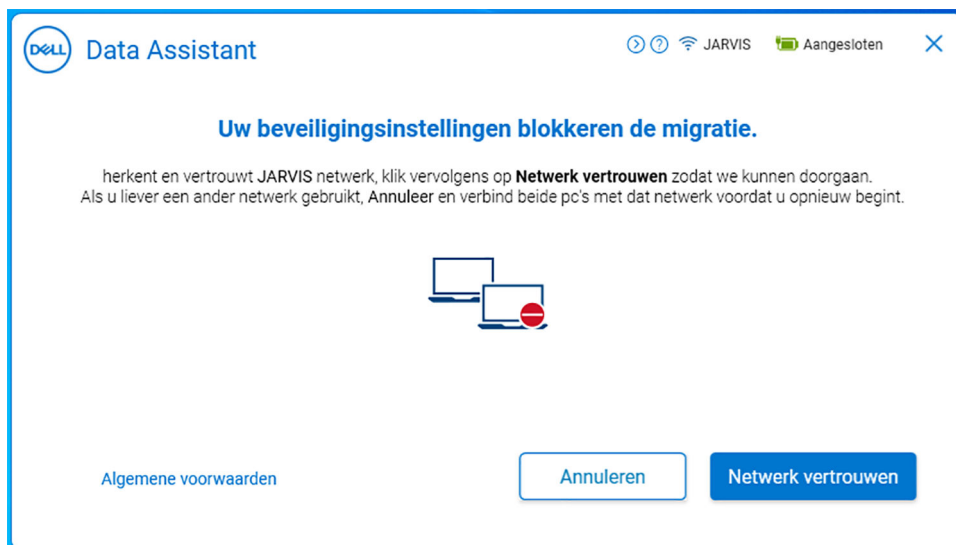 DELL Data Assistant JARVIS Aangesloten
Uw beveiligingsinstellingen blokkeren de migratie.
herkent en vertrouwt JARVIS netwerk, klik vervolgens op Netwerk vertrouwen zodat we kunnen doorgaan.
Als u liever een ander netwerk gebruikt, Annuleer en verbind beide pc's met dat netwerk voordat u opnieuw begint.
Algemene voorwaarden Annuleren Netwerk vertrouwen